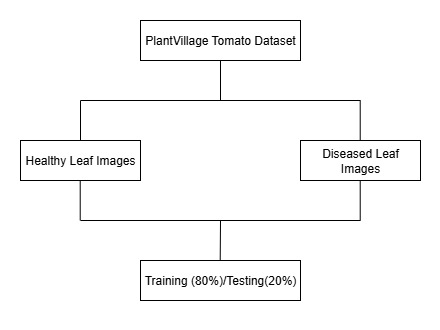 PlantVillage Tomato Dataset
Healthy Leaf Images
Diseased Leaf
Images
Training (80%)/Testing(20%)